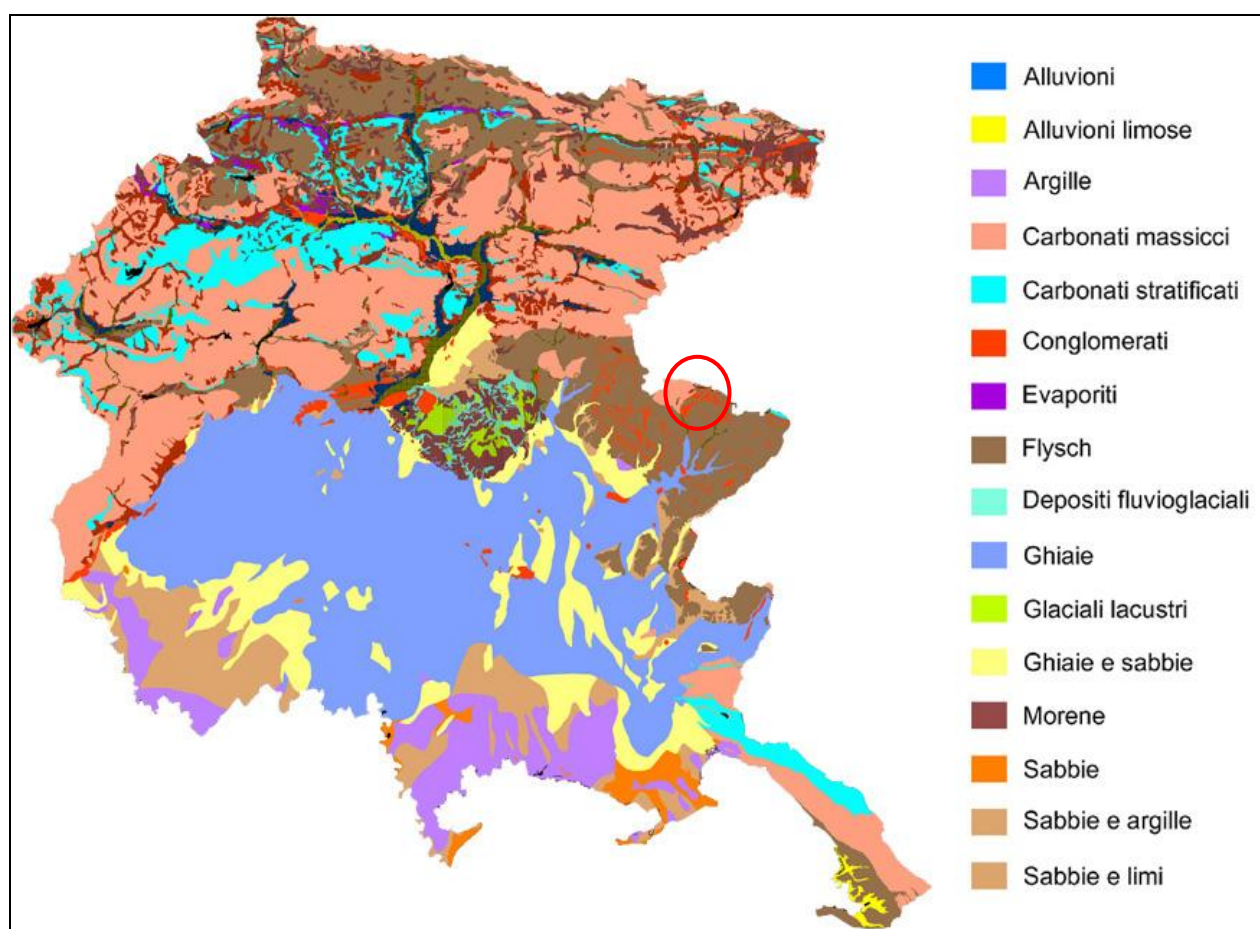 Alluvioni
Alluvioni limose
Argille
Carbonati massicci
Carbonati stratificati
Conglomerati
Evaporiti
Flysch
Depositi fluvioglaciali
Ghiaie
Glaciali lacustri
Ghiaie e sabbie
Morene
Sabbie
Sabbie e argille
Sabbie e limi